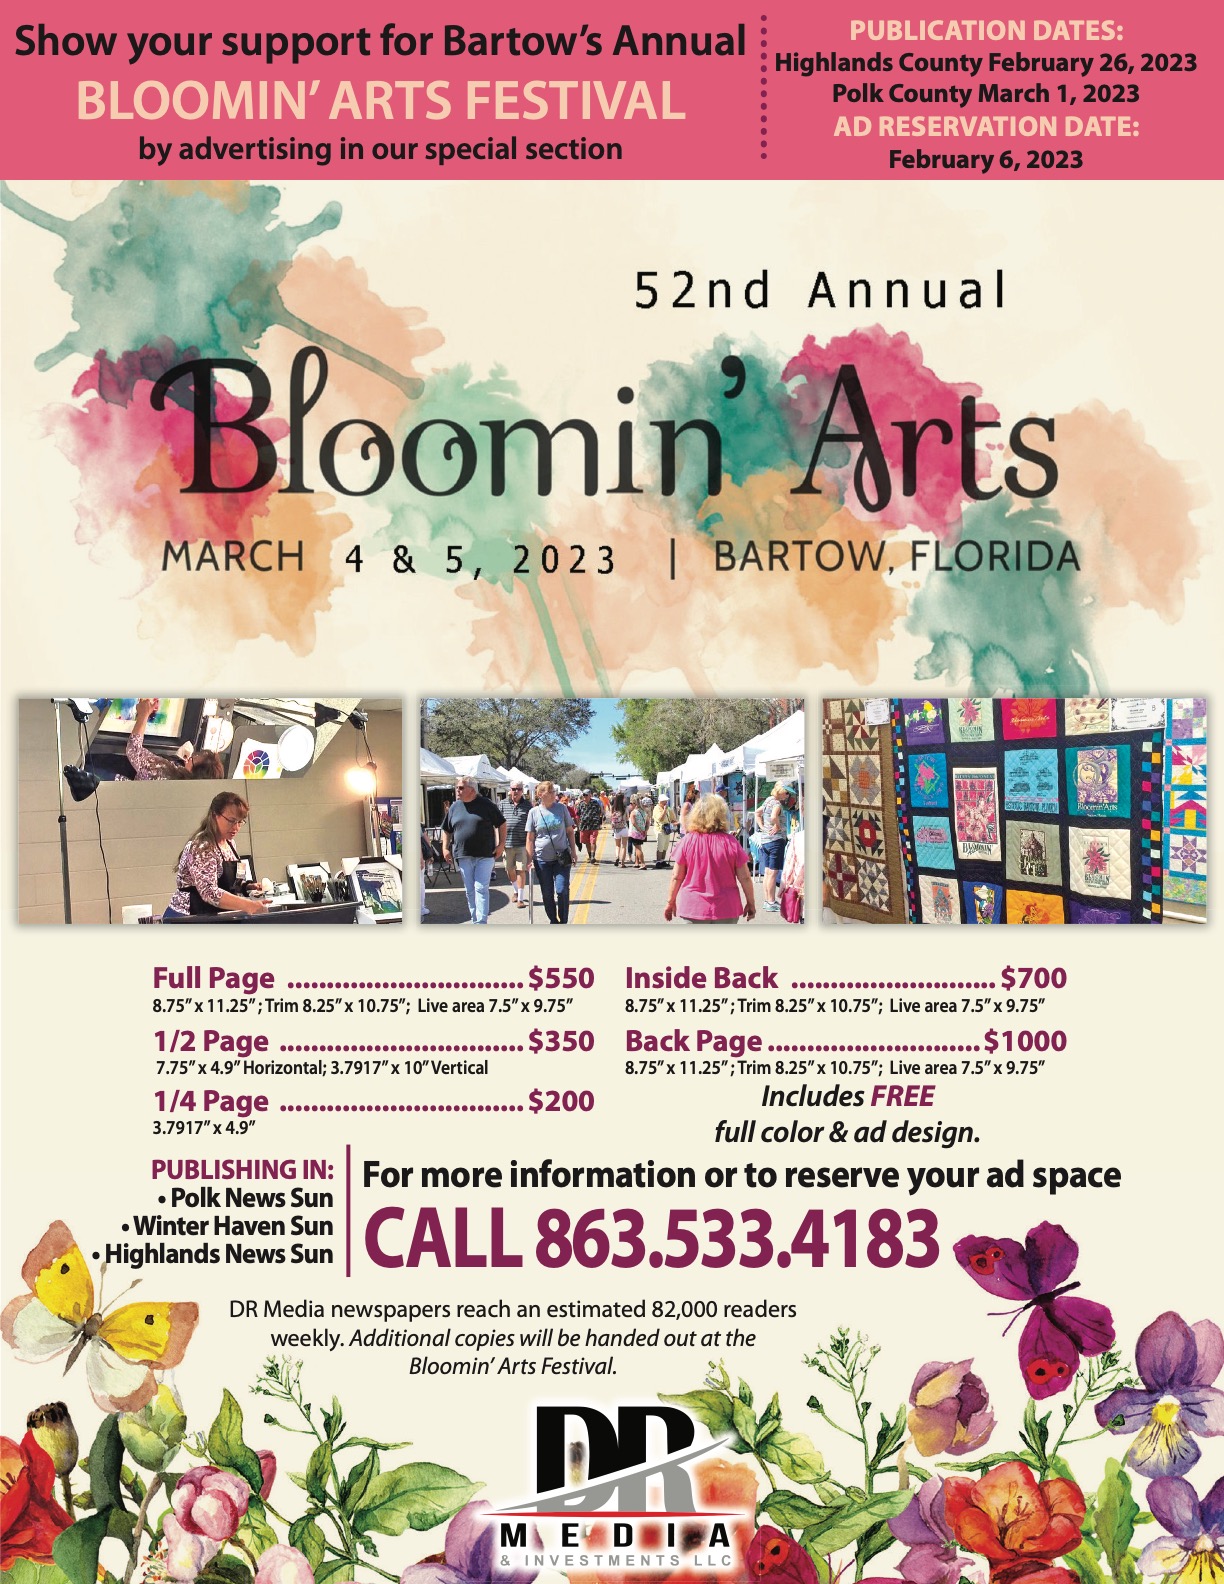 Show your support for Bartow’s Annual
BLOOMIN’ ARTS FESTIVAL
by advertising in our special section
PUBLICATION DATES:
Highlands County February 26, 2023
Polk County March 1, 2023
AD RESERVATION DATE:
February 6, 2023
52nd Annual
Bloomin’ Arts
MARCH 4 & 5, 2023 | BARTOW, FLORIDA
Bloomin' Arts
Full Page .............................. $550
8.75” x 11.25” ; Trim 8.25” x 10.75”; Live area 7.5” x 9.75”
1/2 Page ............................... $350
7.75” x 4.9” Horizontal; 3.7917” x 10” Vertical
1/4 Page ............................... $200
3.7917” x 4.9”
Inside Back .......................... $700
8.75” x 11.25” ; Trim 8.25” x 10.75”; Live area 7.5” x 9.75”
Back Page ........................... $1000
8.75” x 11.25” ; Trim 8.25” x 10.75”; Live area 7.5” x 9.75”
Includes FREE
full color & ad design.
PUBLISHING IN:
• Polk News Sun
• Winter Haven Sun
• Highlands News Sun
For more information or to reserve your ad space
CALL 863.533.4183
DR Media newspapers reach an estimated 82,000 readers
weekly. Additional copies will be handed out at the
Bloomin’ Arts Festival.
DR
MEDIA
& INVESTMENTS LLC